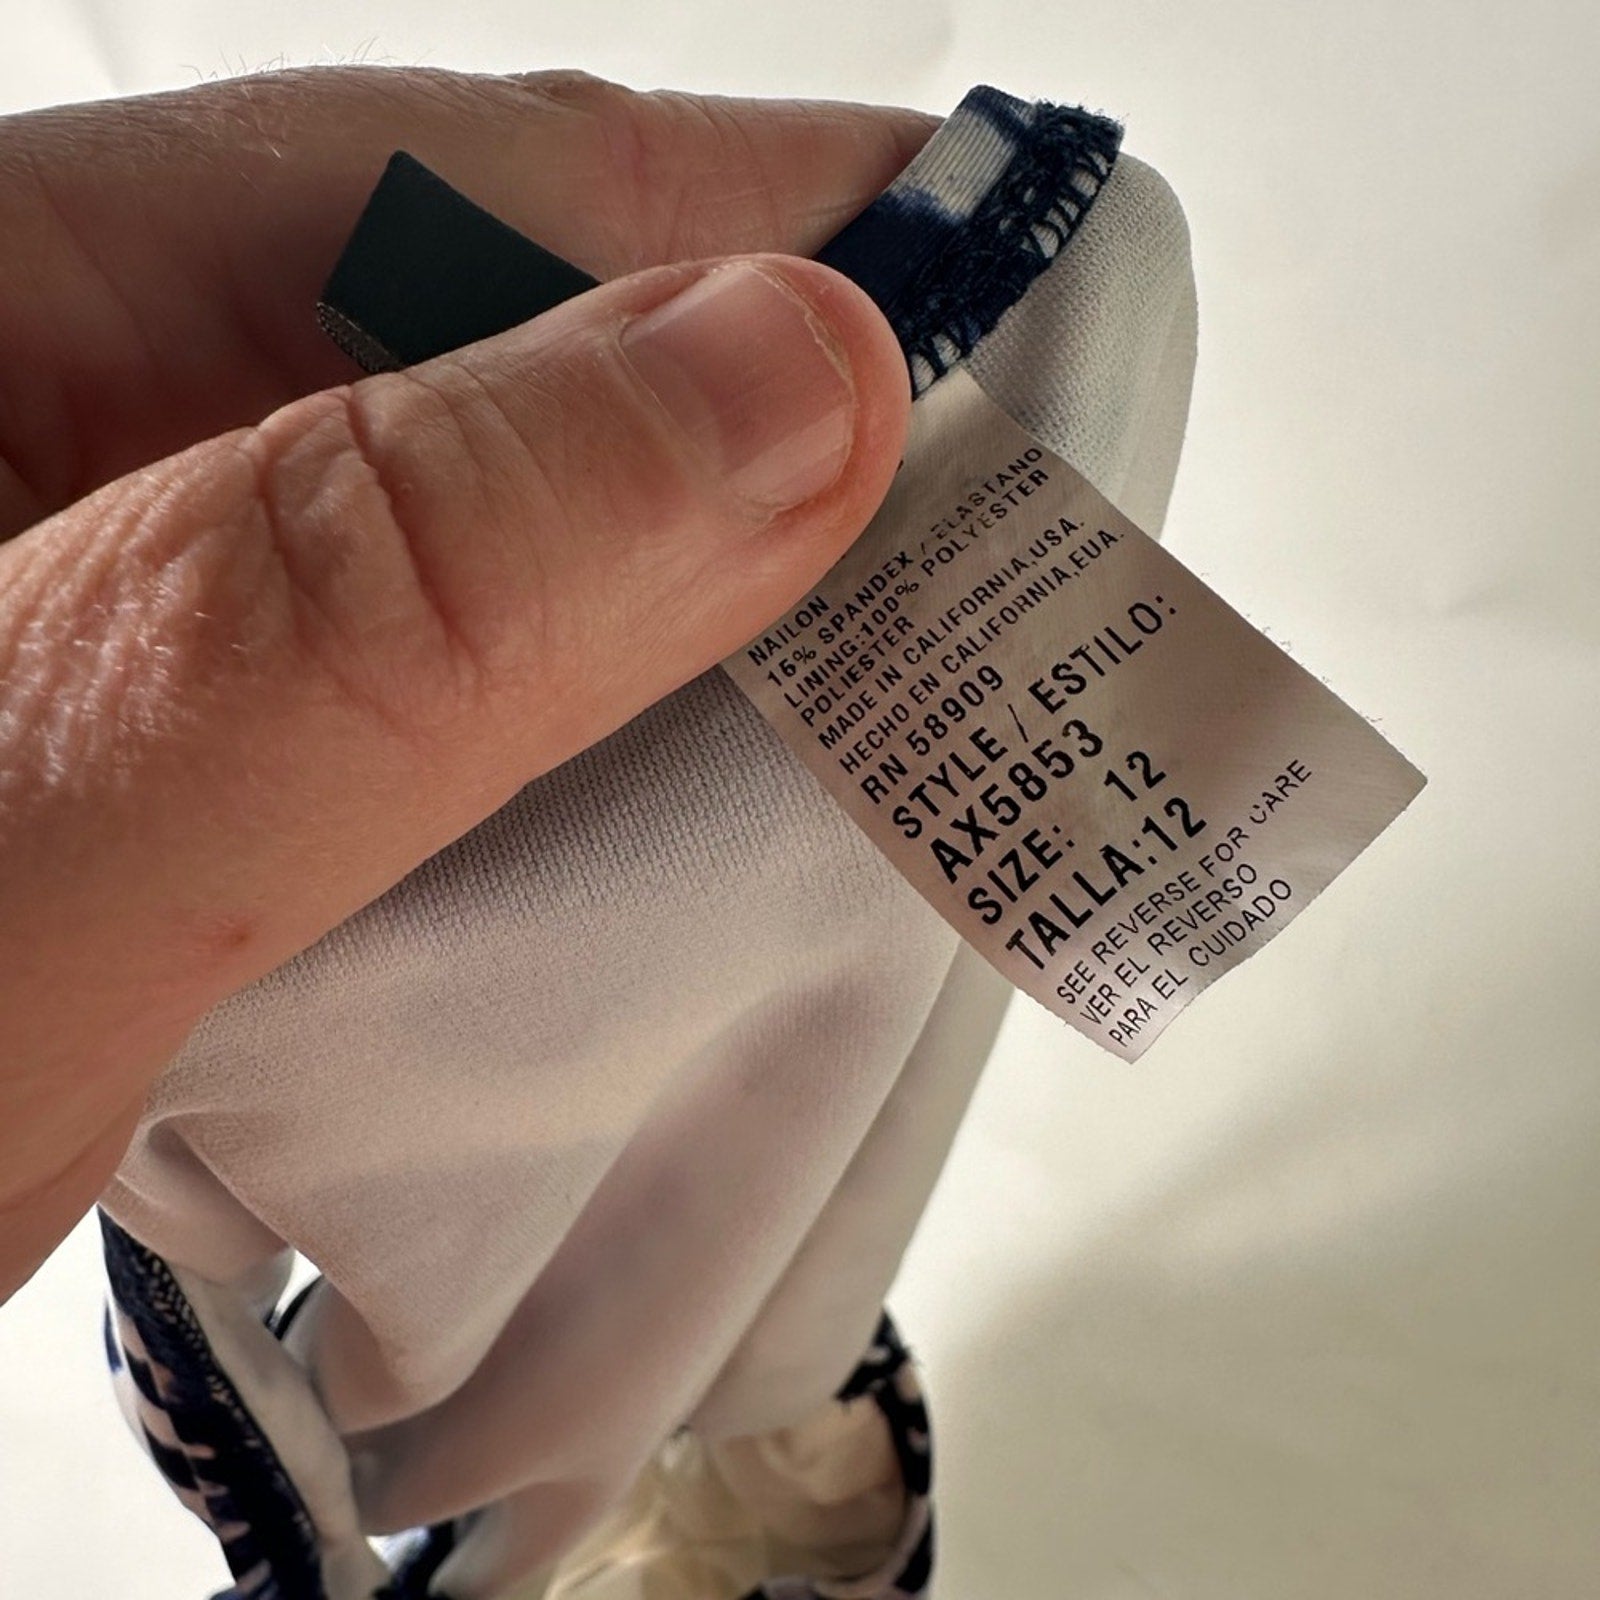 NAILON
15% SPANDEX / ELASTANO
LINING:100% POLYESTER
POLIESTER
MADE IN CALIFORNIA,USA.
HECHO EN CALIFORNIA,EUA.
RN 58909
STYLE / ESTILO:
AX5853
SIZE: 12
TALLA:12
SEE REVERSE FOR CARE
VER EL REVERSO
PARA EL CUIDADO